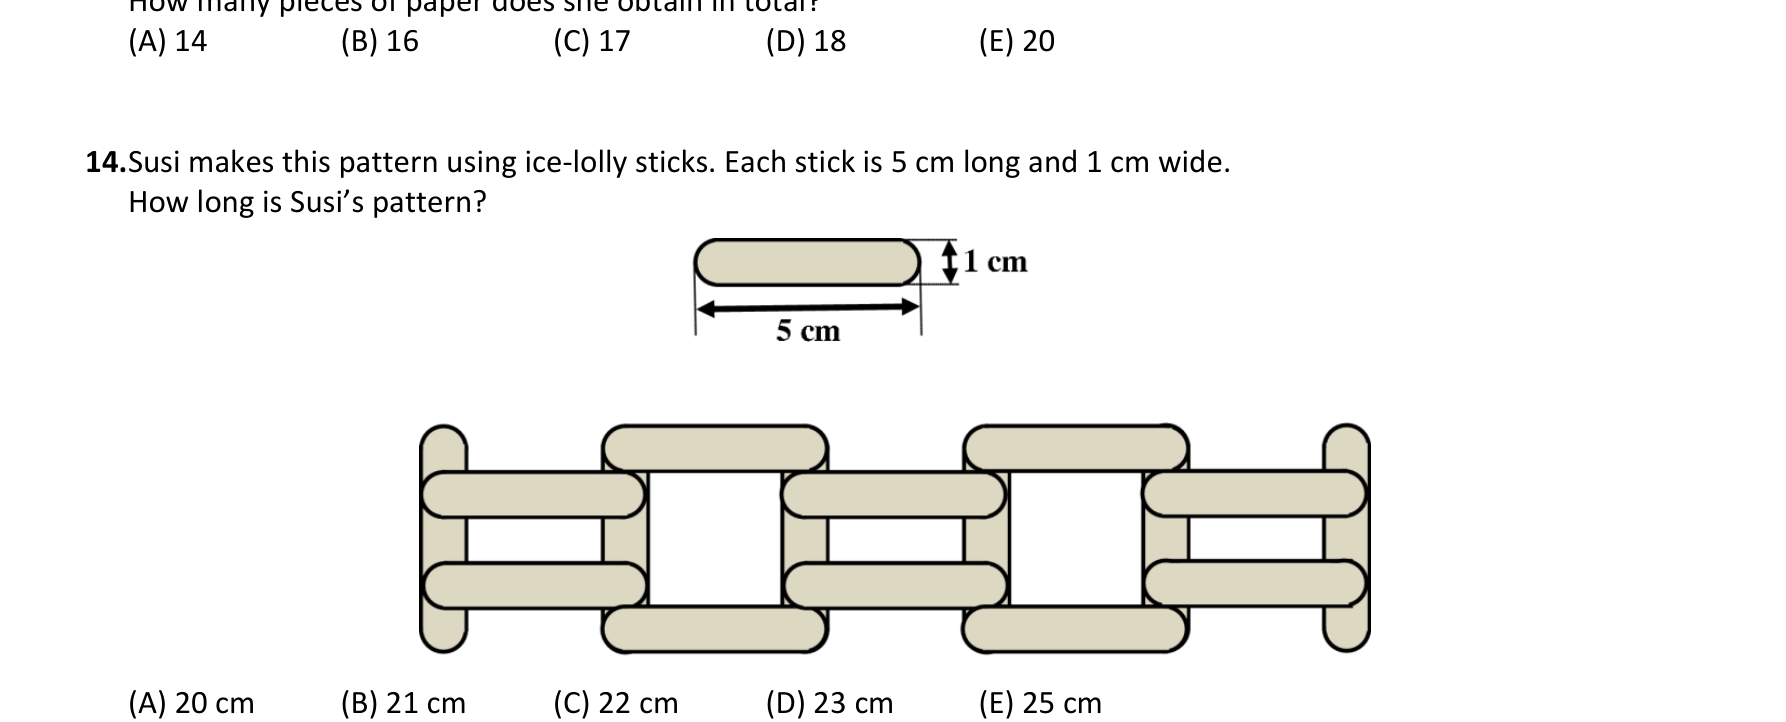 How many pieces of paper does she obtain in total?
(A) 14 (B) 16 (C) 17 (D) 18 (E) 20
14.Susi makes this pattern using ice-lolly sticks. Each stick is 5 cm long and 1 cm wide.
How long is Susi’s pattern?
1 cm
5 cm
(A) 20 cm (B) 21 cm (C) 22 cm (D) 23 cm (E) 25 cm